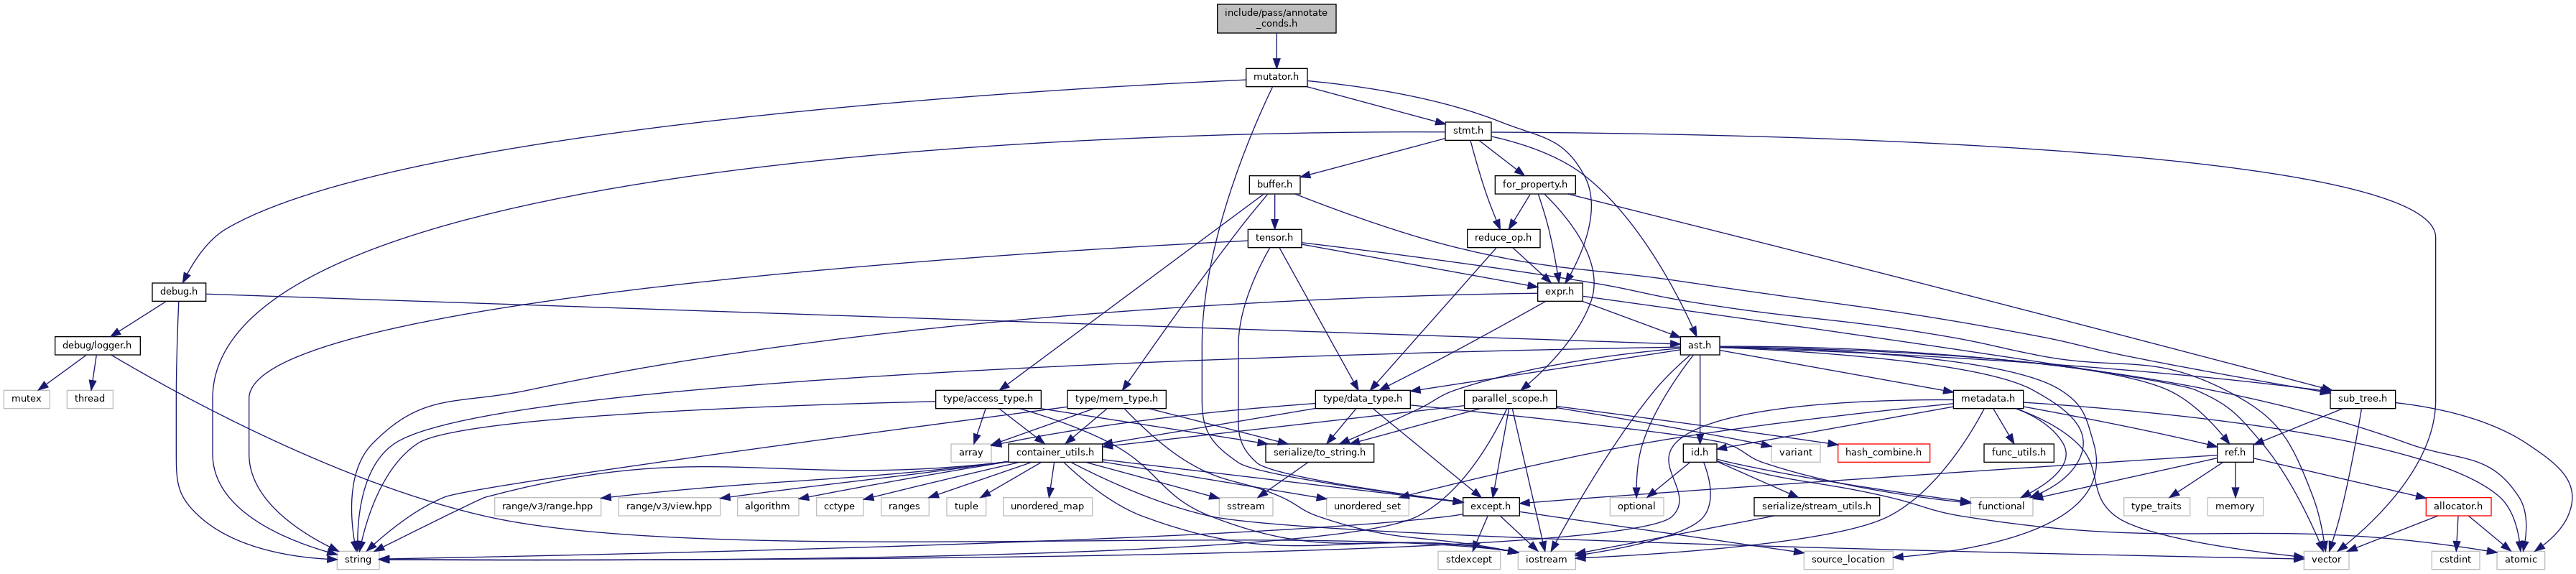 include/pass/annotate
_conds.h
mutator.h
stmt.h
buffer.h
for_property.h
tensor.h
reduce_op.h
debug.h
expr.h
debug/logger.h
ast.h
mutex
thread
type/access_type.h
type/mem_type.h
type/data_type.h
parallel_scope.h
metadata.h
sub_tree.h
array
container_utils.h
serialize/to_string.h
id.h
variant
hash_combine.h
func_utils.h
ref.h
range/v3/range.hpp
range/v3/view.hpp
algorithm
cctype
ranges
tuple
unordered_map
sstream
unordered_set
except.h
optional
serialize/stream_utils.h
functional
type_traits
memory
allocator.h
string
stdexcept
iostream
source_location
vector
cstdint
atomic